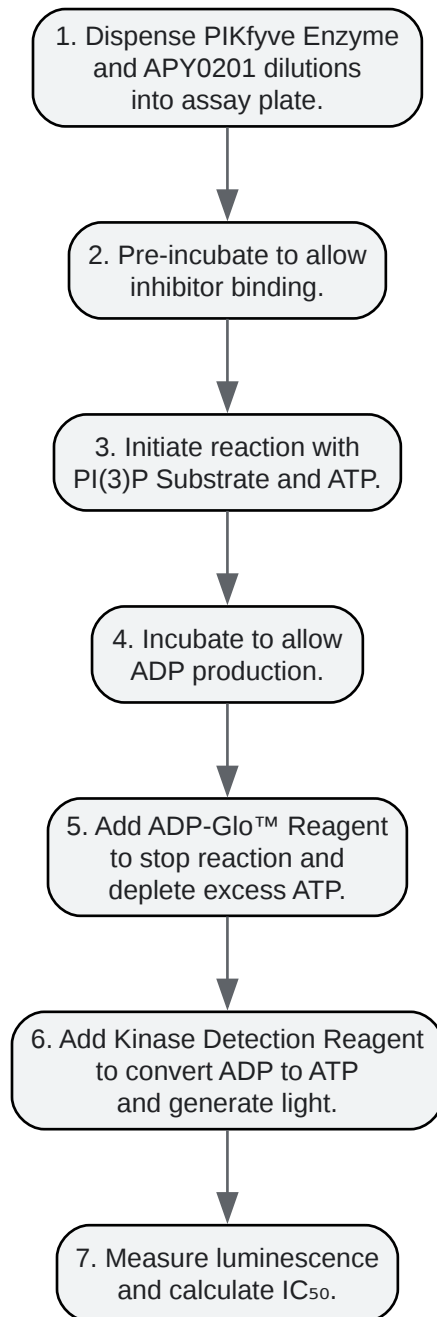 1. Dispense PIKfyve Enzyme
and APY0201 dilutions
into assay plate.
2. Pre-incubate to allow
inhibitor binding.
3. Initiate reaction with
PI(3)P Substrate and ATP.
4. Incubate to allow
ADP production.
5. Add ADP-Glo™ Reagent
to stop reaction and
deplete excess ATP.
6. Add Kinase Detection Reagent
to convert ADP to ATP
and generate light.
7. Measure luminescence
and calculate IC₅₀.